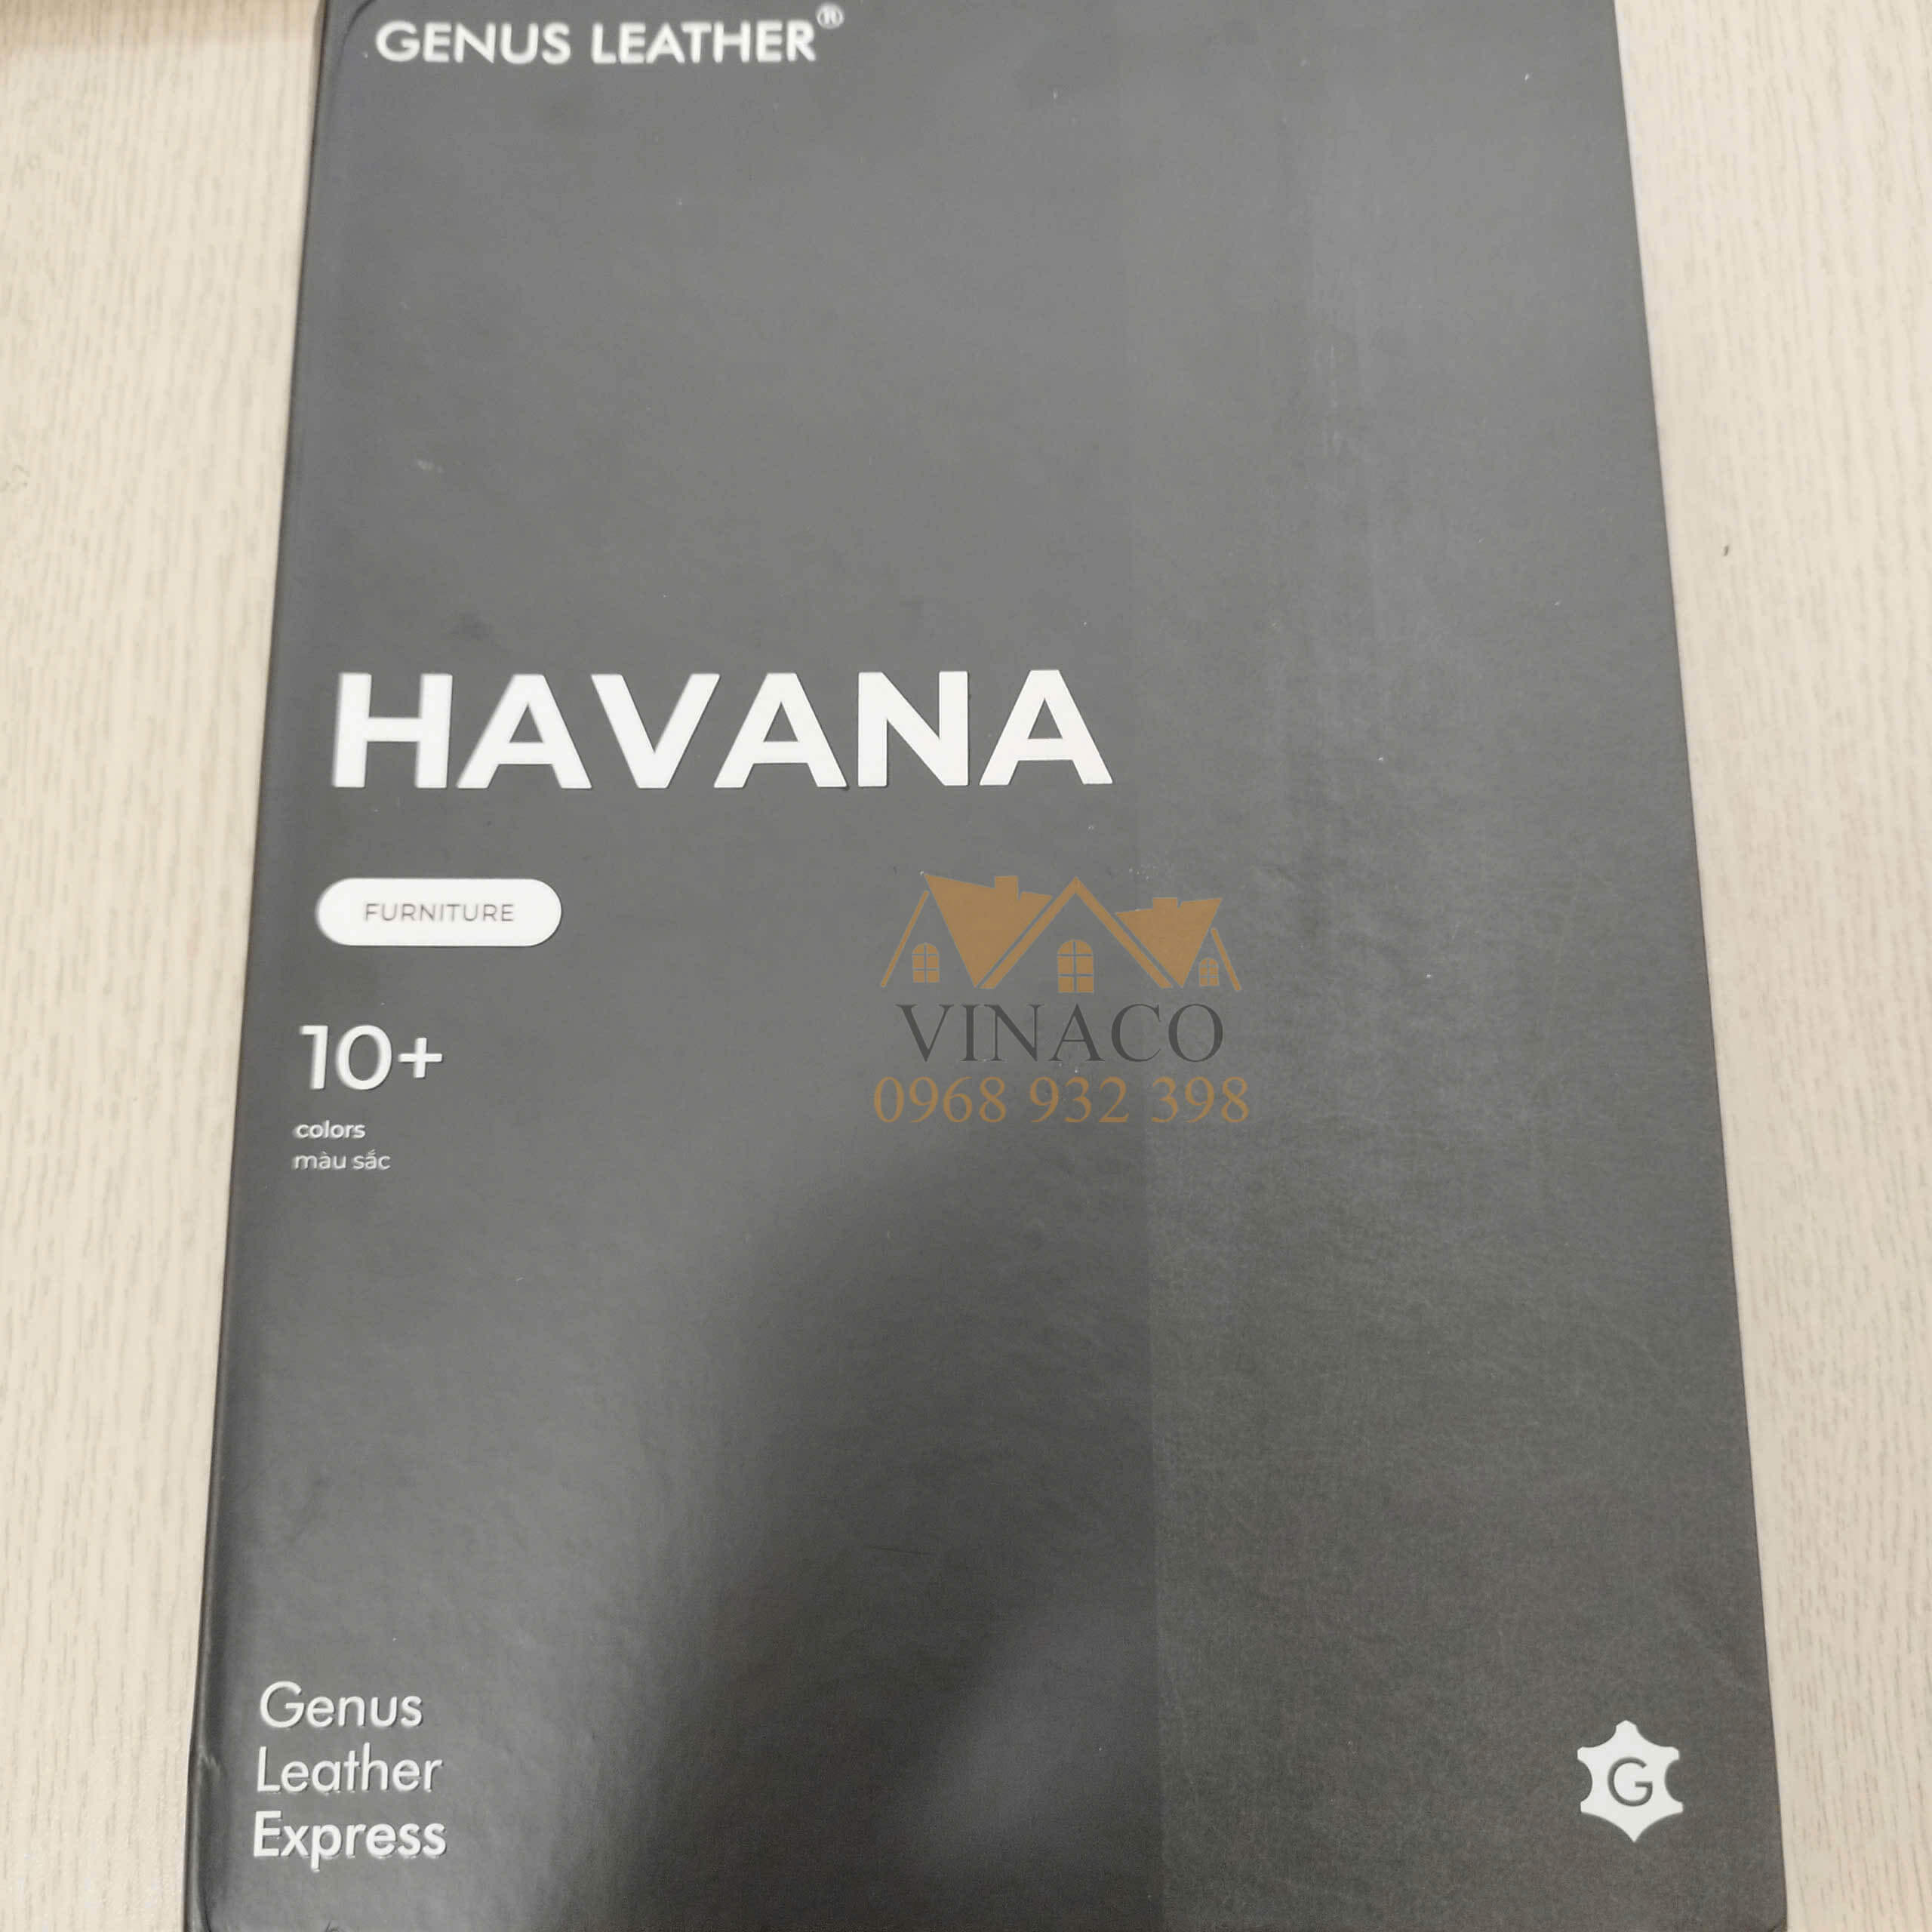 GENUS LEATHER®
HAVANA
FURNITURE
10+
colors
màu sắc
VINACO
0968 932 398
Genus
Leather
Express
G